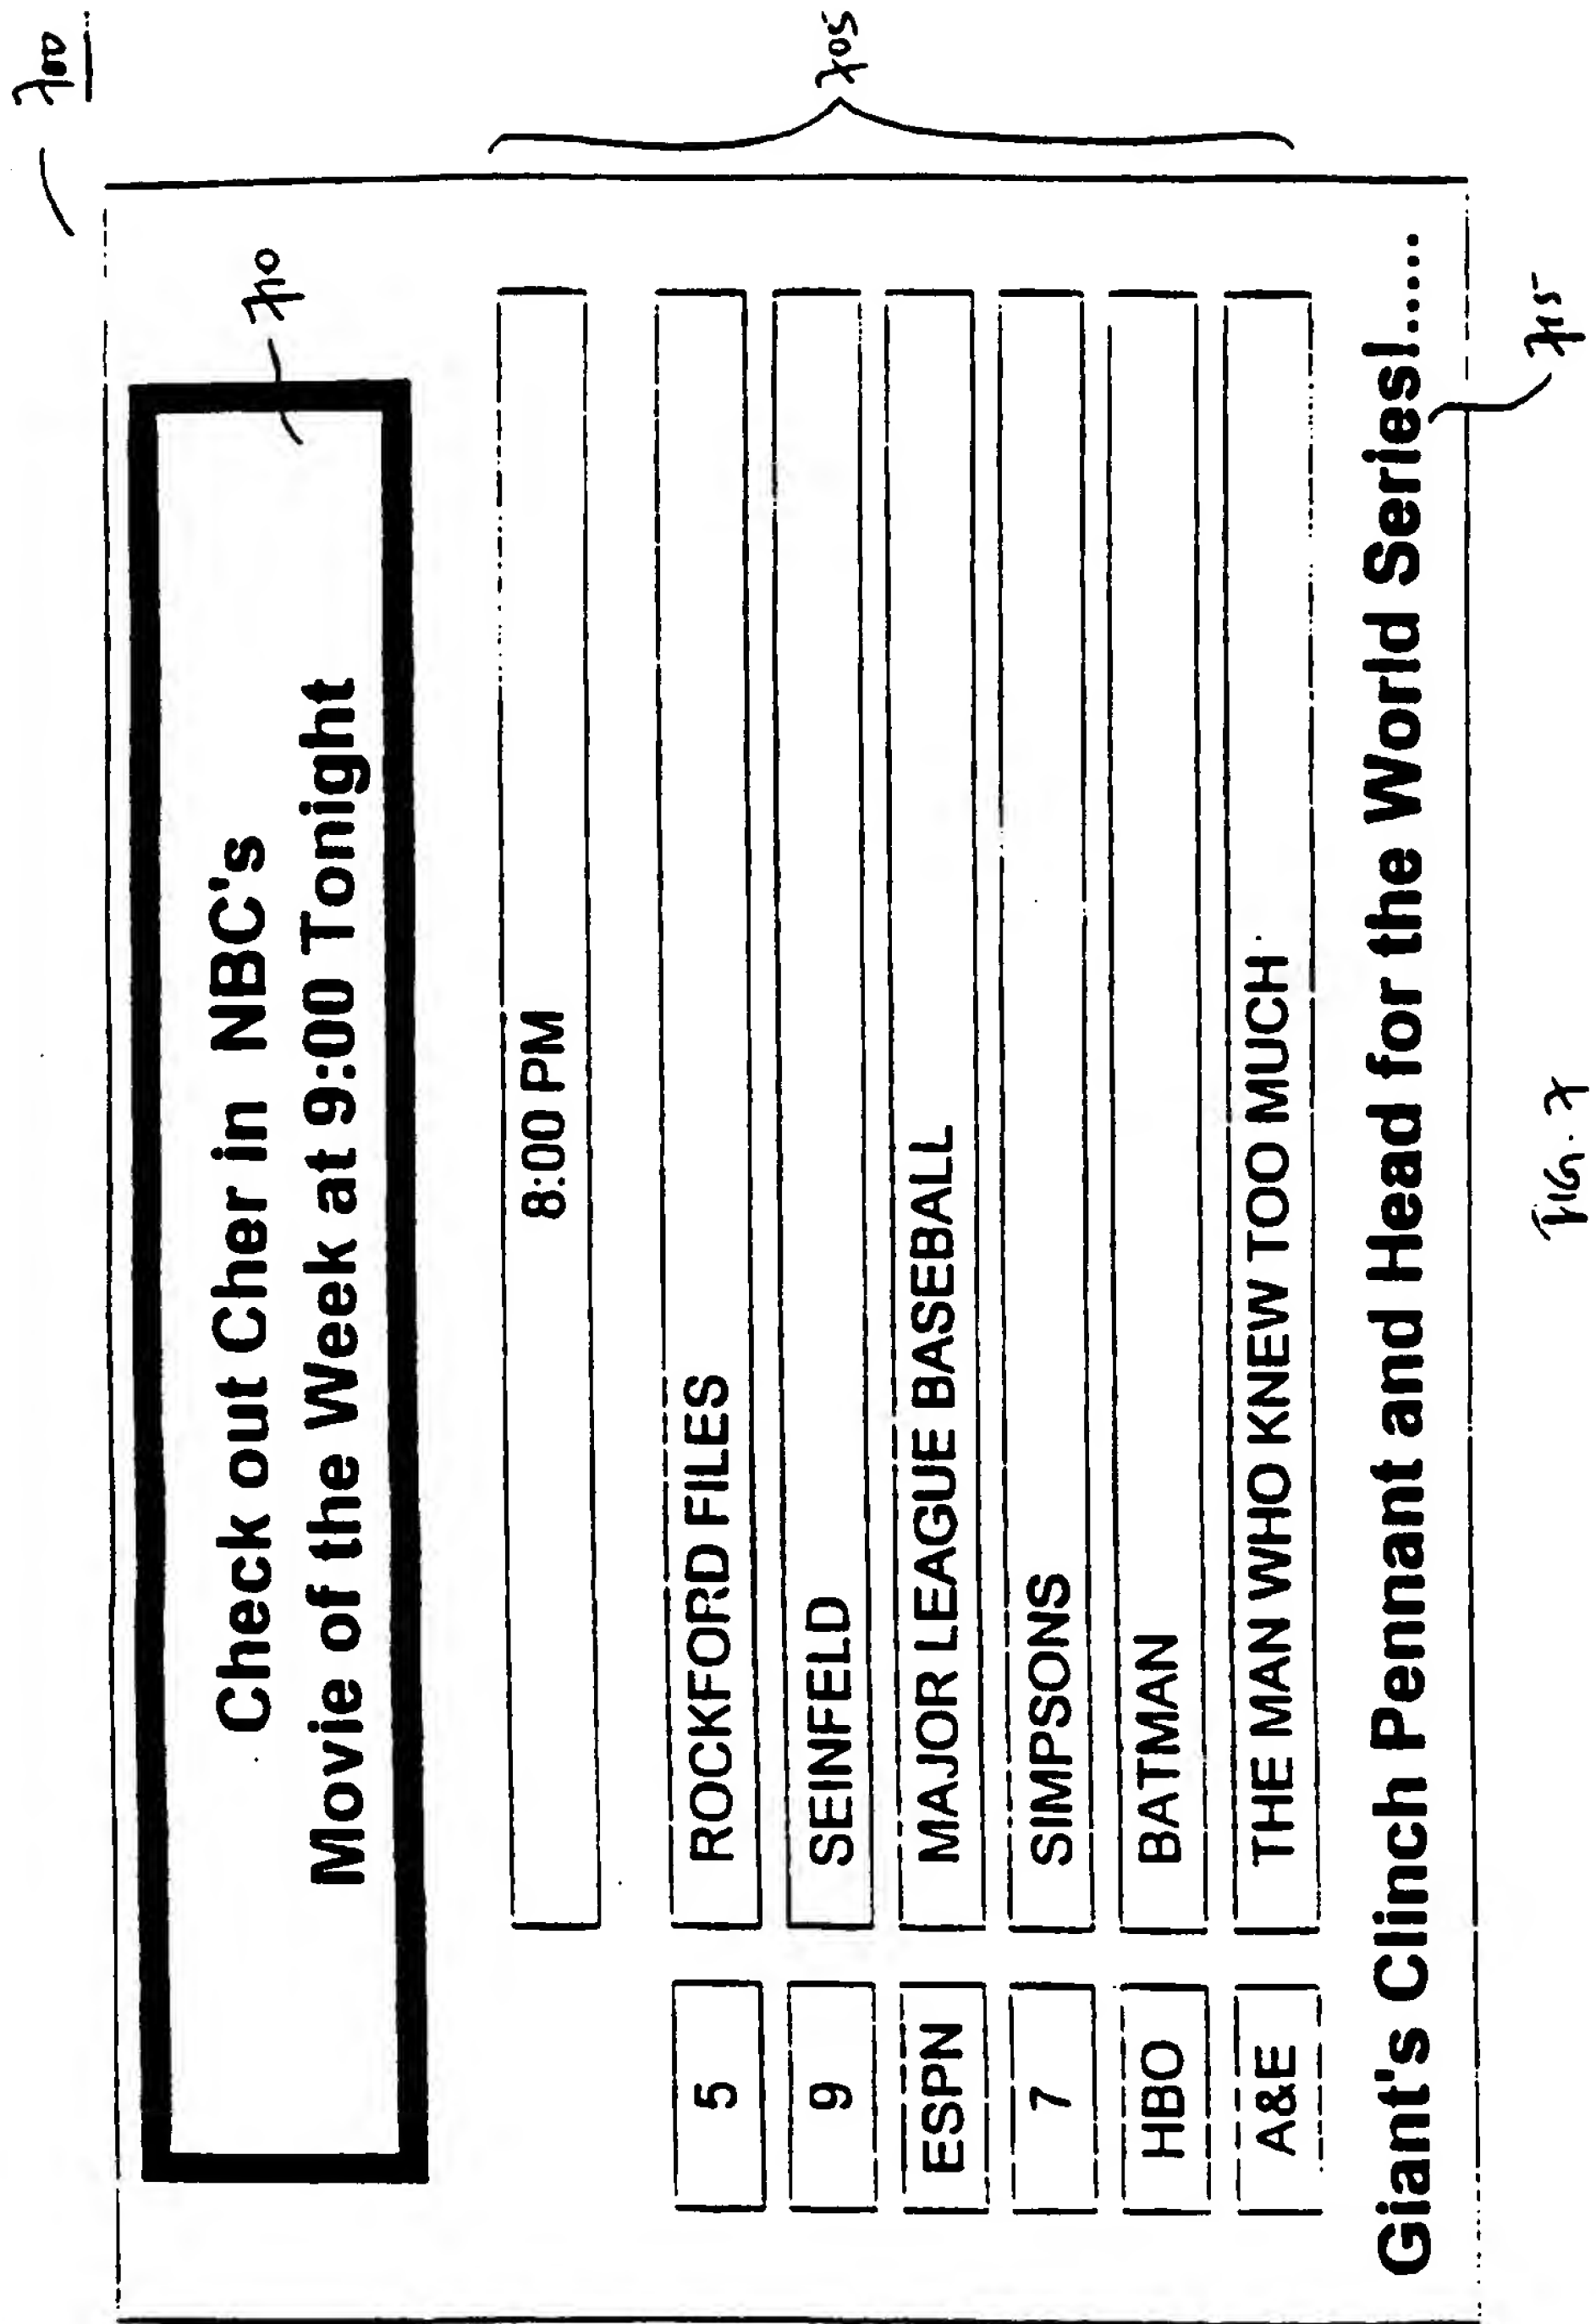 700
Check out Cher in NBC's
Movie of the Week at 9:00 Tonight
710
8:00 PM
705
5 ROCKFORD FILES
9 SEINFELD
ESPN MAJOR LEAGUE BASEBALL
7 SIMPSONS
HBO BATMAN
A&E THE MAN WHO KNEW TOO MUCH
Giant's Clinch Pennant and Head for the World Series!.....
715
FIG. 7